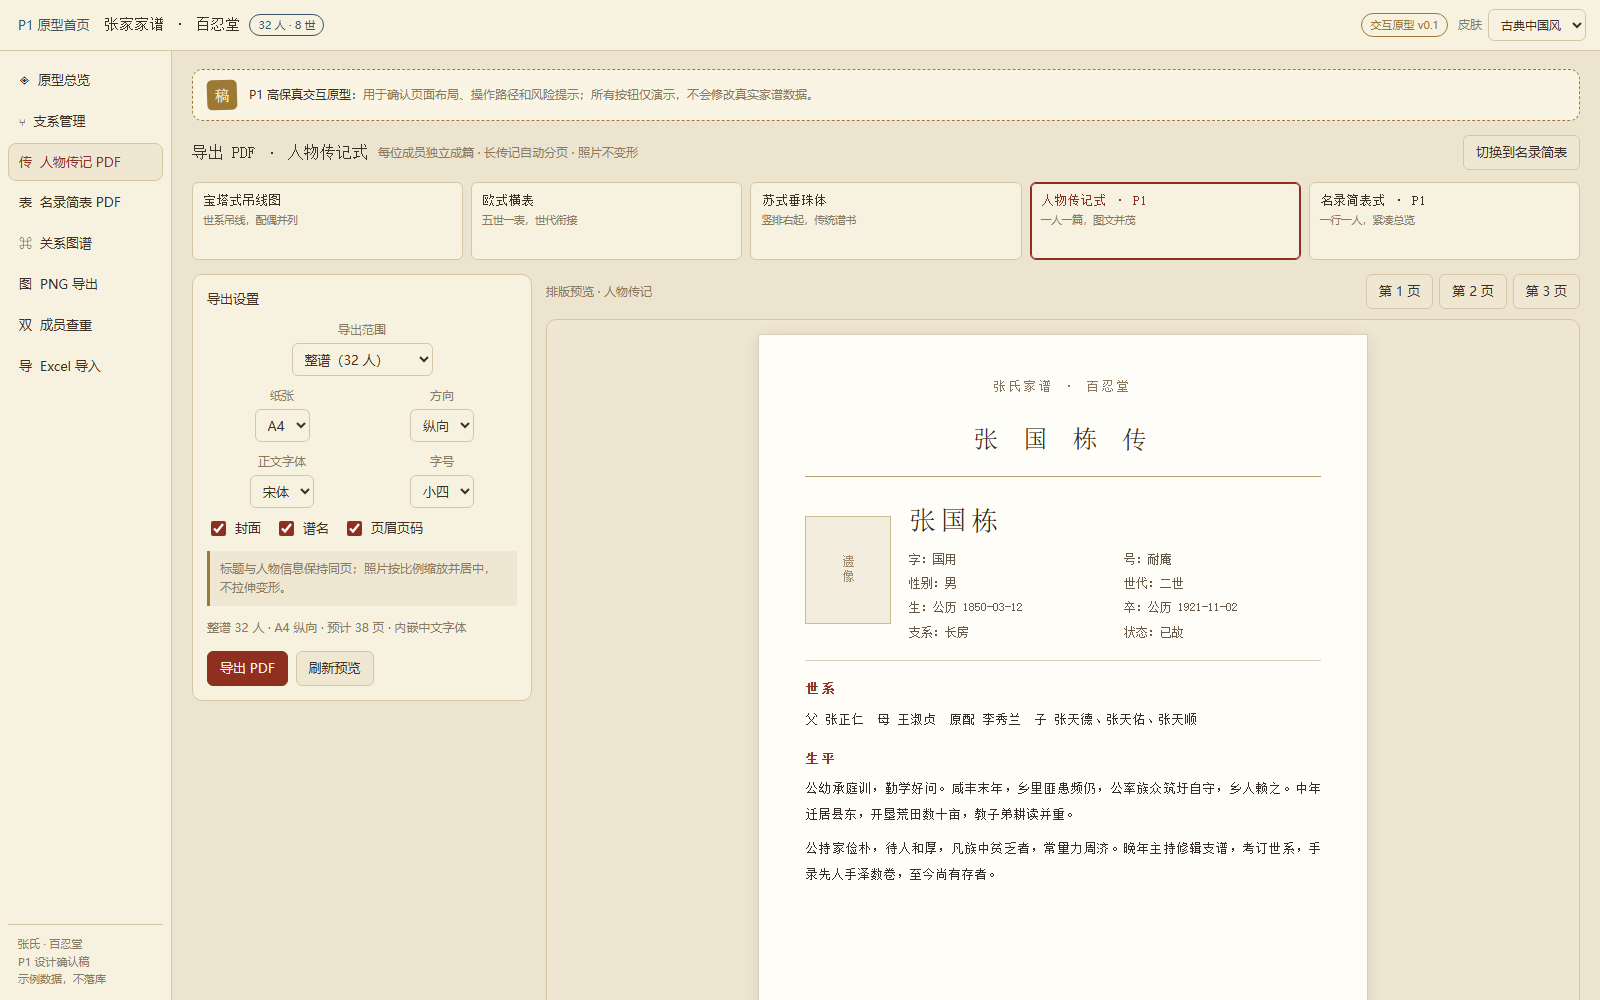 P1 原型首页 张家家谱 · 百忍堂 32 人 · 8 世 交互原型 v0.1 皮肤 古典中国风
◈ 原型总览
⑂ 支系管理
传 人物传记 PDF
表 名录简表 PDF
⌘ 关系图谱
图 PNG 导出
双 成员查重
导 Excel 导入
张氏 · 百忍堂
P1 设计确认稿
示例数据，不落库
稿 P1 高保真交互原型：用于确认页面布局、操作路径和风险提示；所有按钮仅演示，不会修改真实家谱数据。
导出 PDF · 人物传记式 每位成员独立成篇 · 长传记自动分页 · 照片不变形 切换到名录简表
宝塔式吊线图
世系吊线，配偶并列
欧式横表
五世一表，世代衔接
苏式垂珠体
竖排右起，传统谱书
人物传记式 · P1
一人一篇，图文并茂
名录简表式 · P1
一行一人，紧凑总览
导出设置
导出范围
整谱（32 人）
纸张 方向
A4 纵向
正文字体 字号
宋体 小四
封面 谱名 页眉页码
标题与人物信息保持同页；照片按比例缩放并居中，
不拉伸变形。
整谱 32 人 · A4 纵向 · 预计 38 页 · 内嵌中文字体
导出 PDF 刷新预览
排版预览 · 人物传记 第 1 页 第 2 页 第 3 页
张氏家谱 · 百忍堂
张国栋传
遗像
张国栋
字：国用 号：耐庵
性别：男 世代：二世
生：公历 1850-03-12 卒：公历 1921-11-02
支系：长房 状态：已故
世系
父 张正仁 母 王淑贞 原配 李秀兰 子 张天德、张天佑、张天顺
生平
公幼承庭训，勤学好问。咸丰末年，乡里匪患频仍，公率族众筑圩自守，乡人赖之。中年
迁居县东，开垦荒田数十亩，教子弟耕读并重。
公持家俭朴，待人和厚，凡族中贫乏者，常量力周济。晚年主持修辑支谱，考订世系，手
录先人手泽数卷，至今尚有存者。